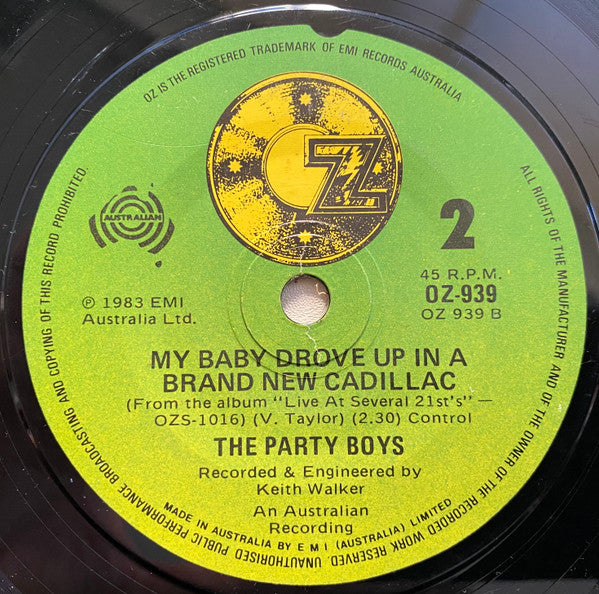 OZ IS THE REGISTERED TRADEMARK OF EMI RECORDS AUSTRALIA
OZ
AUSTRALIAN
2
45 R.P.M.
OZ-939
OZ 939 B
Ⓟ 1983 EMI
Australia Ltd.
MY BABY DROVE UP IN A
BRAND NEW CADILLAC
(From the album "Live At Several 21st's" —
OZS-1016) (V. Taylor) (2.30) Control
THE PARTY BOYS
Recorded & Engineered by
Keith Walker
An Australian
Recording
MADE IN AUSTRALIA BY E M I (AUSTRALIA) LIMITED
ALL RIGHTS OF THE MANUFACTURER AND OF THE OWNER OF THE RECORDED WORK RESERVED UNAUTHORISED PUBLIC PERFORMANCE BROADCASTING AND COPYING OF THIS RECORD PROHIBITED